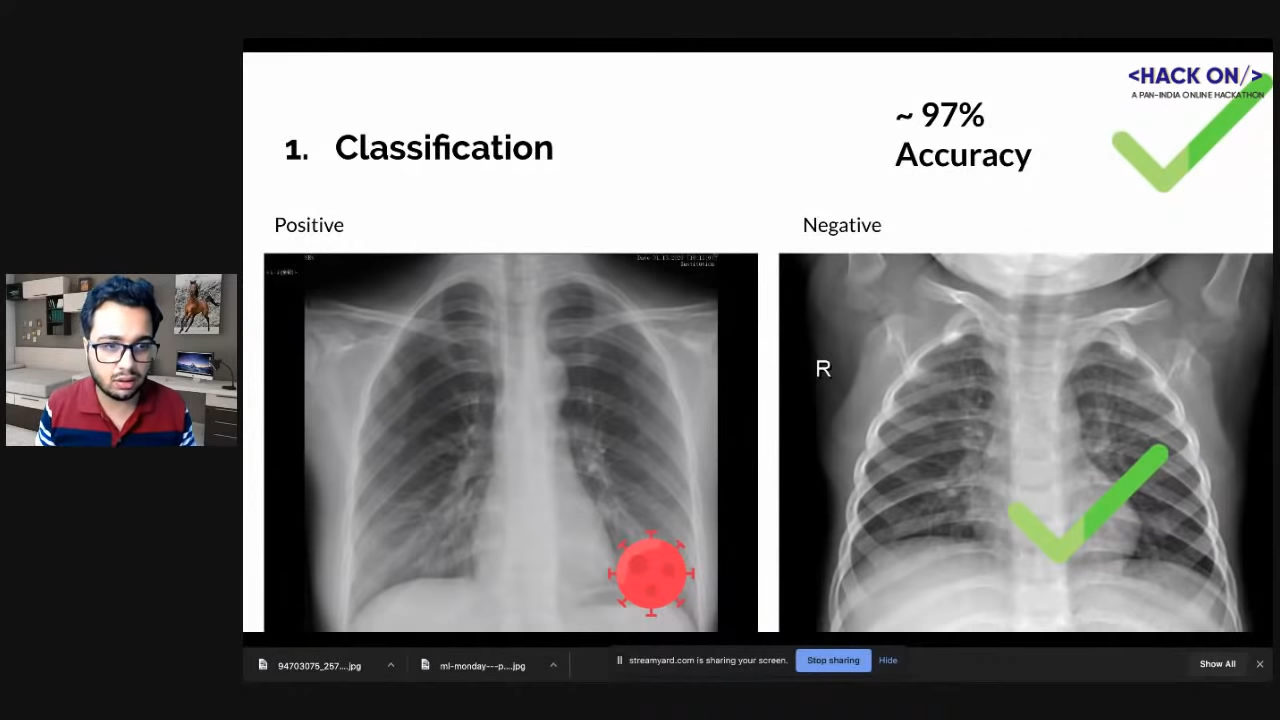 <HACK ON/>
A PAN-INDIA ONLINE HACKATHON
~ 97%
Accuracy
1. Classification
Positive
Negative
R
94703075_257....jpg
ml-monday---p....jpg
streamyard.com is sharing your screen.
Stop sharing
Hide
Show All